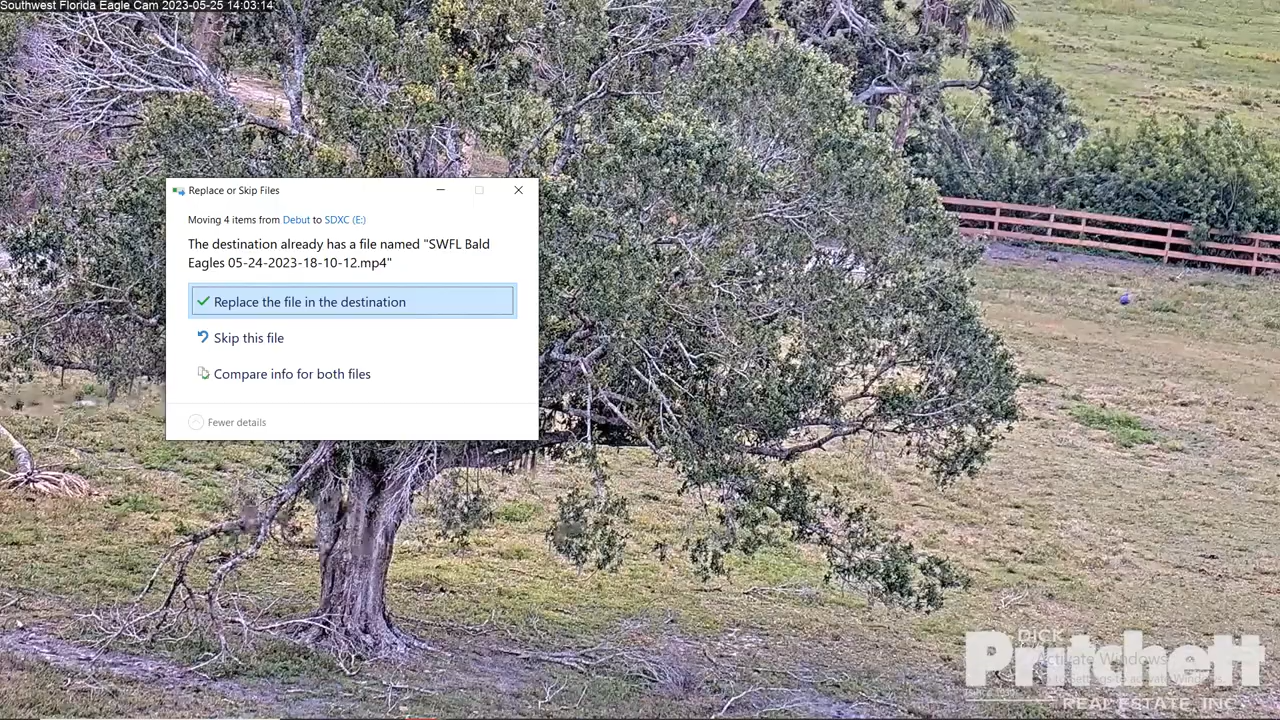 Southwest Florida Eagle Cam 2023-05-25 14:03:14
Replace or Skip Files
Moving 4 items from Debut to SDXC (E:)
The destination already has a file named "SWFL Bald
Eagles 05-24-2023-18-10-12.mp4"
Replace the file in the destination
Skip this file
Compare info for both files
Fewer details
DICK
Pritchett
REAL ESTATE, INC.
Activate Windows